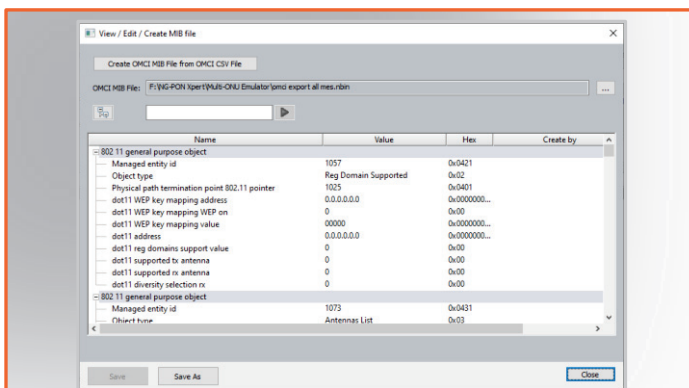 View / Edit / Create MIB file
Create OMCI MIB File from OMCI CSV File
OMCI MIB File: F:\NG-PON Xpert\Multi-ONU Emulator\omci export all mes.nbin ...
Name Value Hex Create by
802 11 general purpose object
Managed entity id 1057 0x0421
Object type Reg Domain Supported 0x02
Physical path termination point 802.11 pointer 1025 0x0401
dot11 WEP key mapping address 0.0.0.0.0.0 0x0000000...
dot11 WEP key mapping WEP on 0 0x00
dot11 WEP key mapping value 00000 0x0000000...
dot11 address 0.0.0.0.0.0 0x0000000...
dot11 reg domains support value 0 0x00
dot11 supported tx antenna 0 0x00
dot11 supported rx antenna 0 0x00
dot11 diversity selection rx 0 0x00
802 11 general purpose object
Managed entity id 1073 0x0431
Object type Antennas List 0x03
Save Save As Close